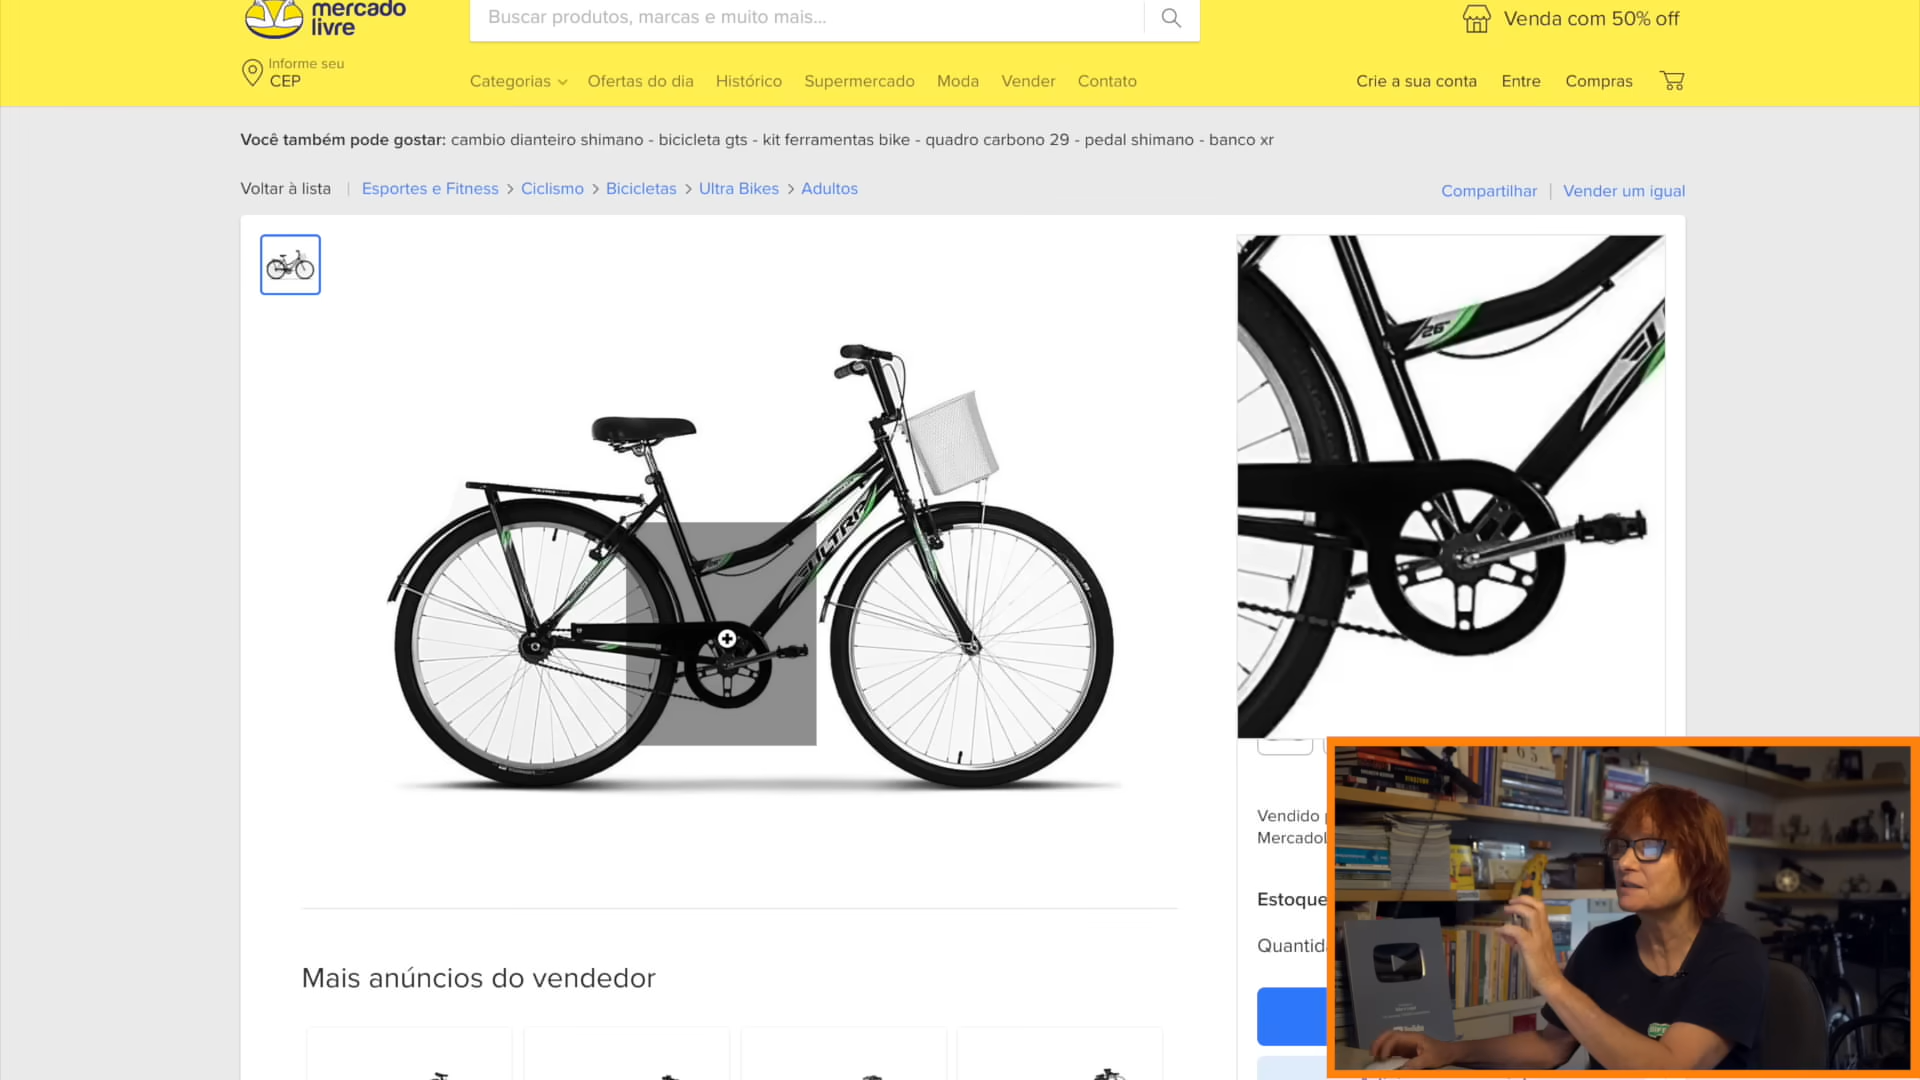 mercado
livre
Buscar produtos, marcas e muito mais...
Venda com 50% off
Informe seu
CEP
Categorias
Ofertas do dia
Histórico
Supermercado
Moda
Vender
Contato
Crie a sua conta
Entre
Compras
Você também pode gostar: cambio dianteiro shimano - bicicleta gts - kit ferramentas bike - quadro carbono 29 - pedal shimano - banco xr
Voltar à lista
Esportes e Fitness > Ciclismo > Bicicletas > Ultra Bikes > Adultos
Compartilhar
Vender um igual
26"
ULTRA
Vendido
Estoque
Mais anúncios do vendedor